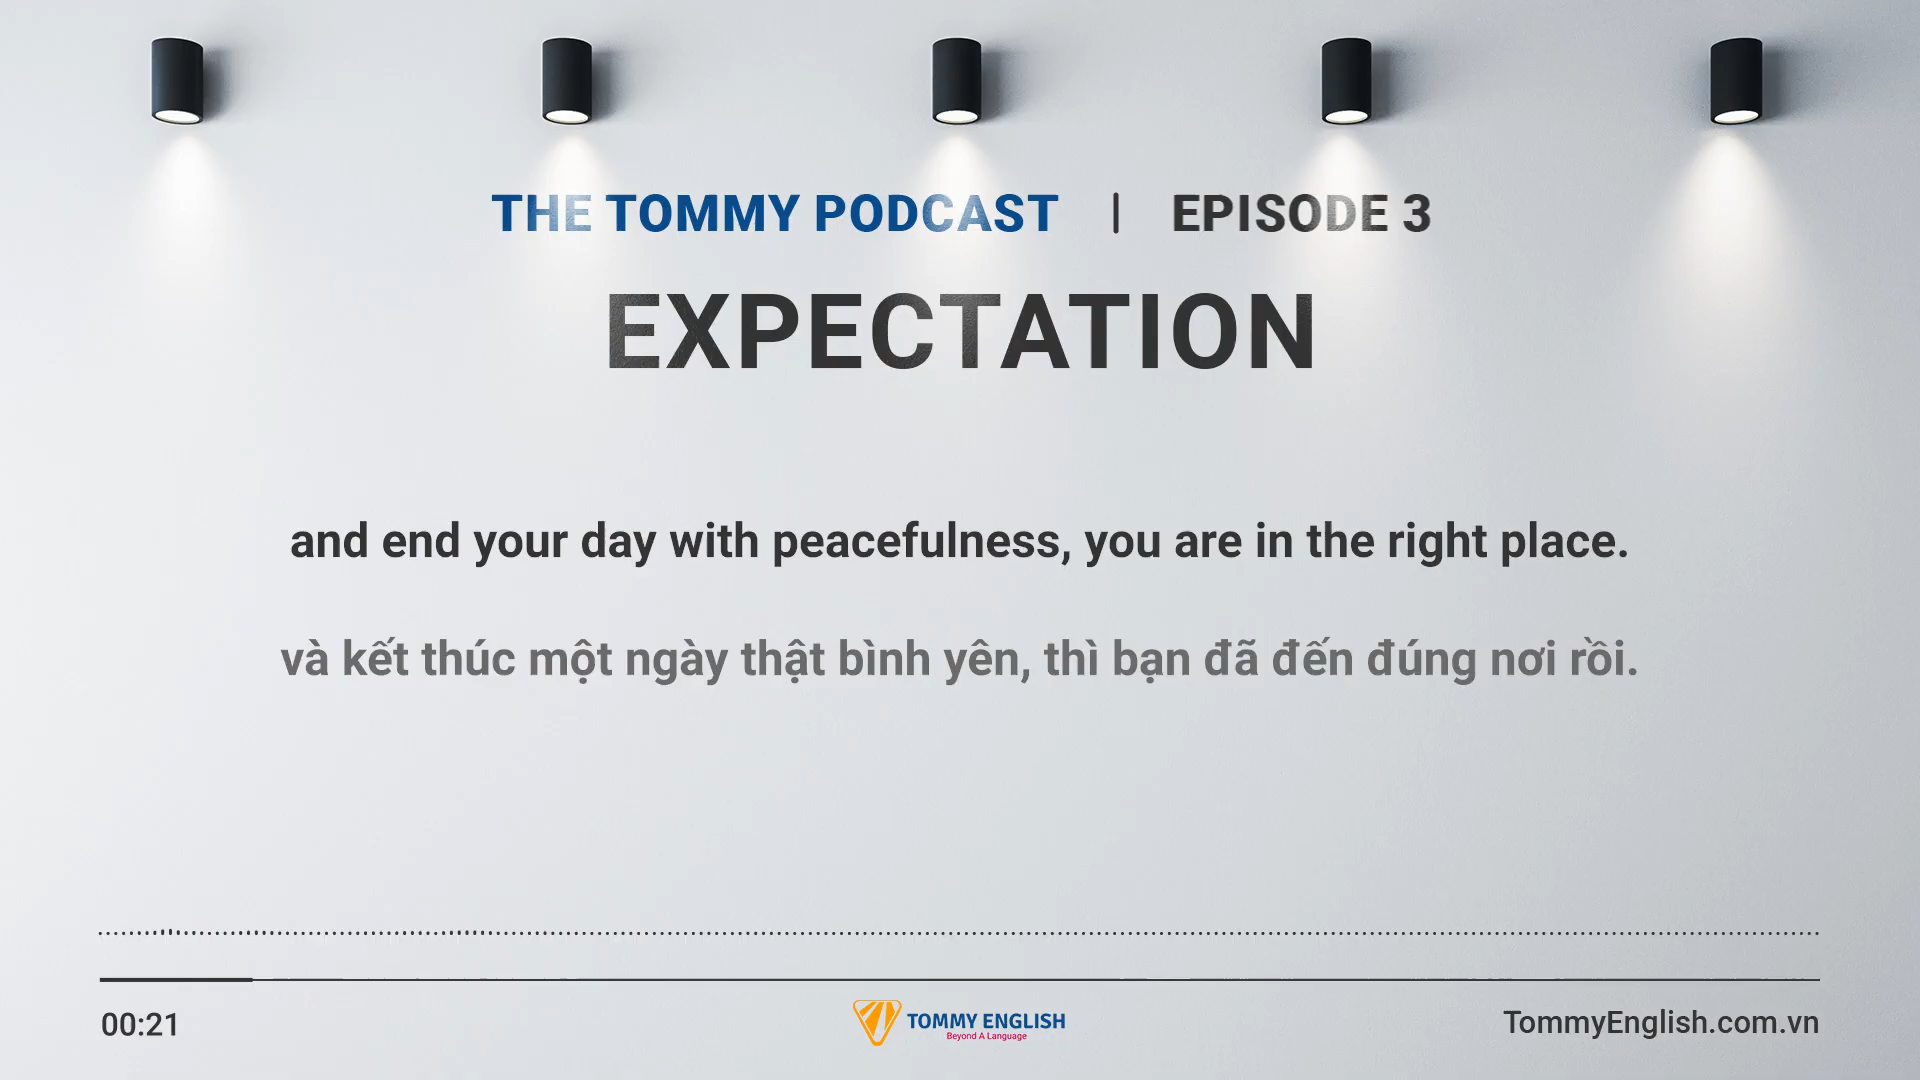 THE TOMMY PODCAST | EPISODE 3
EXPECTATION
and end your day with peacefulness, you are in the right place.
và kết thúc một ngày thật bình yên, thì bạn đã đến đúng nơi rồi.
00:21
TOMMY ENGLISH
Beyond A Language
TommyEnglish.com.vn